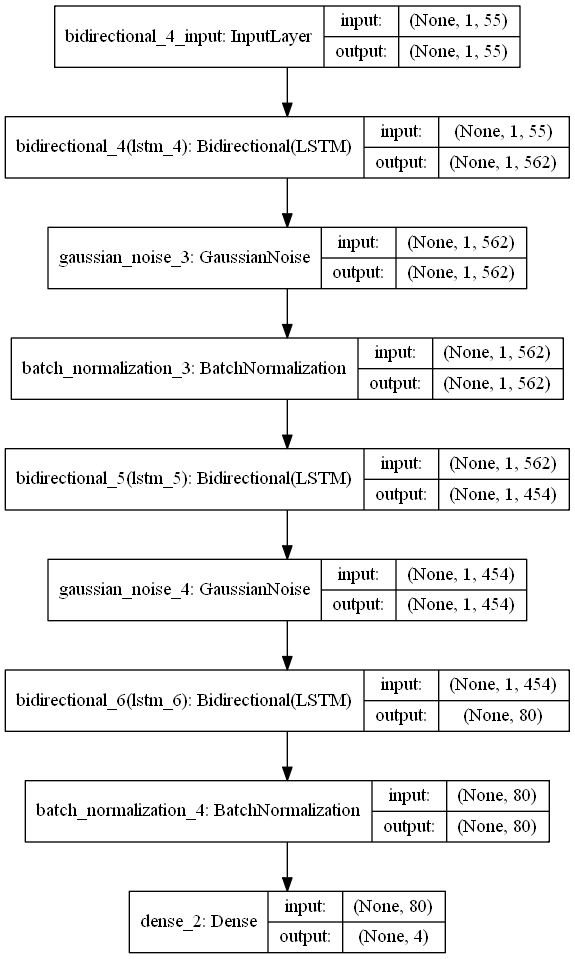 bidirectional_4_input: InputLayer
input: (None, 1, 55)
output: (None, 1, 55)
bidirectional_4(lstm_4): Bidirectional(LSTM)
input: (None, 1, 55)
output: (None, 1, 562)
gaussian_noise_3: GaussianNoise
input: (None, 1, 562)
output: (None, 1, 562)
batch_normalization_3: BatchNormalization
input: (None, 1, 562)
output: (None, 1, 562)
bidirectional_5(lstm_5): Bidirectional(LSTM)
input: (None, 1, 562)
output: (None, 1, 454)
gaussian_noise_4: GaussianNoise
input: (None, 1, 454)
output: (None, 1, 454)
bidirectional_6(lstm_6): Bidirectional(LSTM)
input: (None, 1, 454)
output: (None, 80)
batch_normalization_4: BatchNormalization
input: (None, 80)
output: (None, 80)
dense_2: Dense
input: (None, 80)
output: (None, 4)